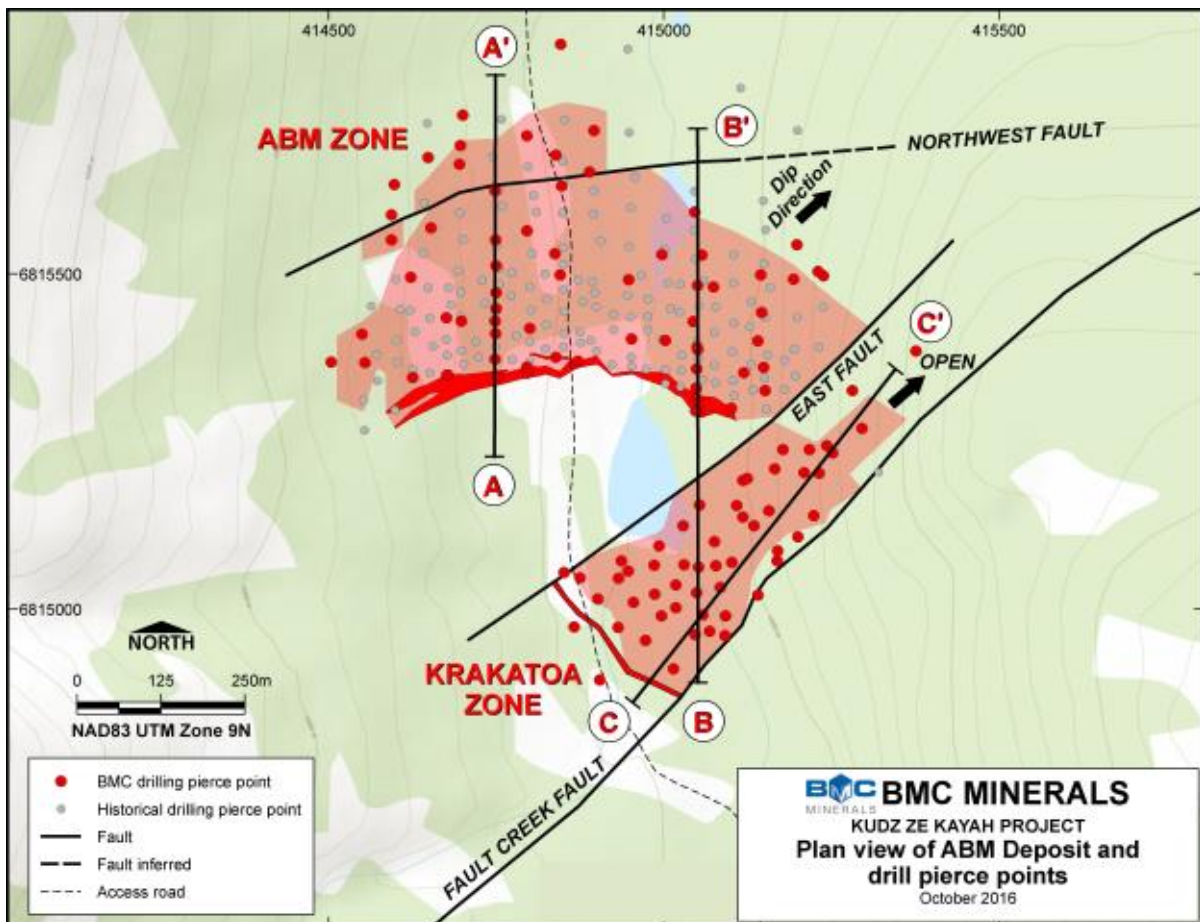 414500
415000
415500
A'
ABM ZONE
B'
NORTHWEST FAULT
Dip
Direction
6815500
C'
OPEN
EAST FAULT
A
6815000
NORTH
KRAKATOA
ZONE
0 125 250m
NAD83 UTM Zone 9N
C
B
FAULT CREEK FAULT
BMC drilling pierce point
Historical drilling pierce point
Fault
Fault inferred
Access road
BMC
MINERALS
BMC MINERALS
KUDZ ZE KAYAH PROJECT
Plan view of ABM Deposit and
drill pierce points
October 2016